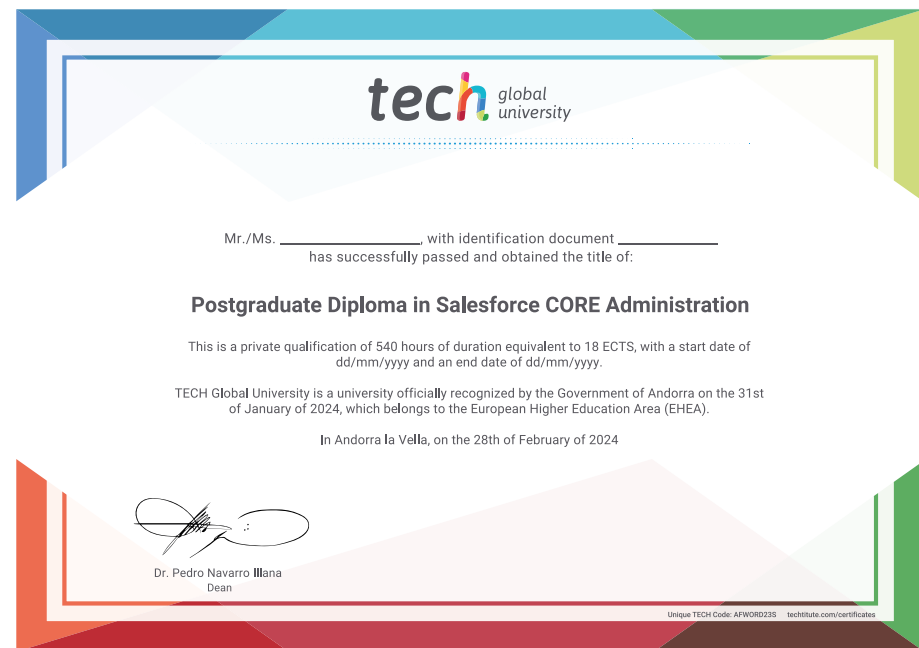 tech global university
Mr./Ms. ____________________, with identification document ______________
has successfully passed and obtained the title of:
Postgraduate Diploma in Salesforce CORE Administration
This is a private qualification of 540 hours of duration equivalent to 18 ECTS, with a start date of
dd/mm/yyyy and an end date of dd/mm/yyyy.
TECH Global University is a university officially recognized by the Government of Andorra on the 31st
of January of 2024, which belongs to the European Higher Education Area (EHEA).
In Andorra la Vella, on the 28th of February of 2024
Dr. Pedro Navarro Illana
Dean
Unique TECH Code: AFWORD23S techtitute.com/certificates